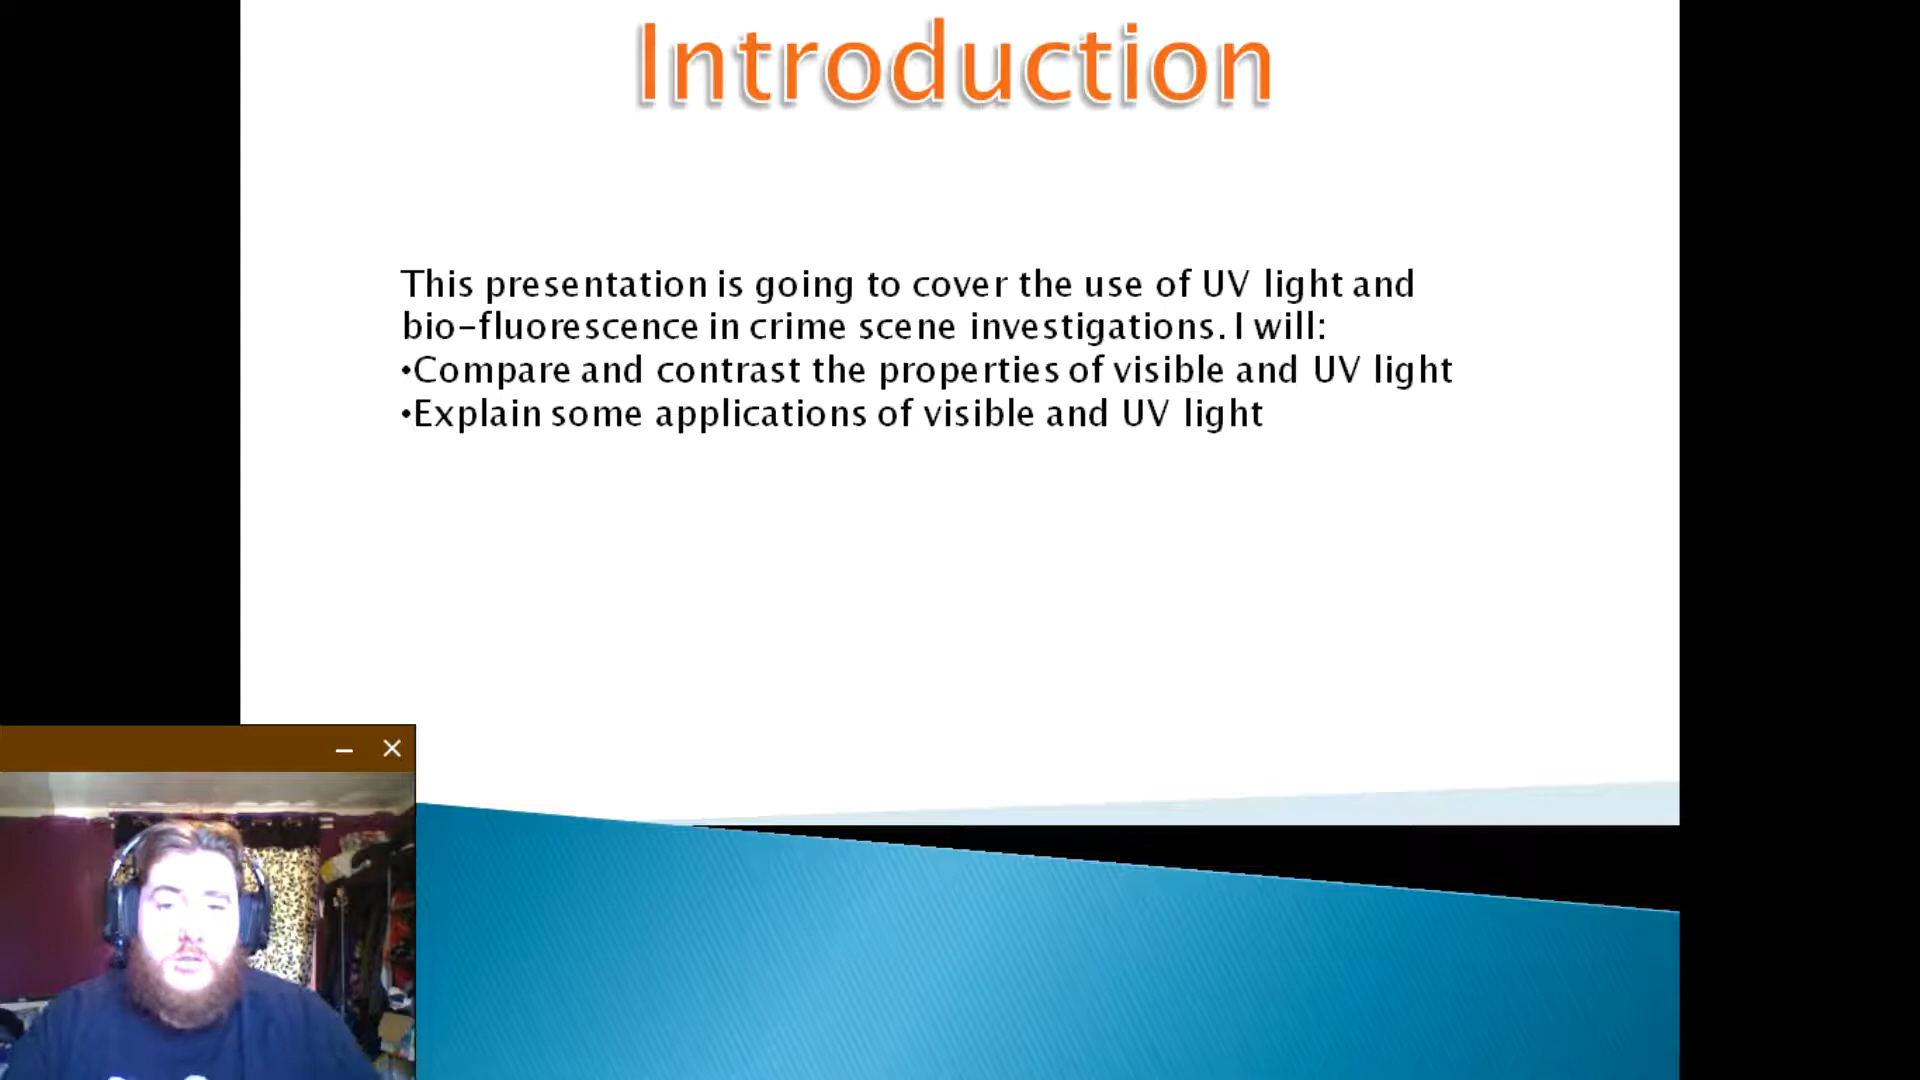 Introduction
This presentation is going to cover the use of UV light and
bio-fluorescence in crime scene investigations. I will:
•Compare and contrast the properties of visible and UV light
•Explain some applications of visible and UV light